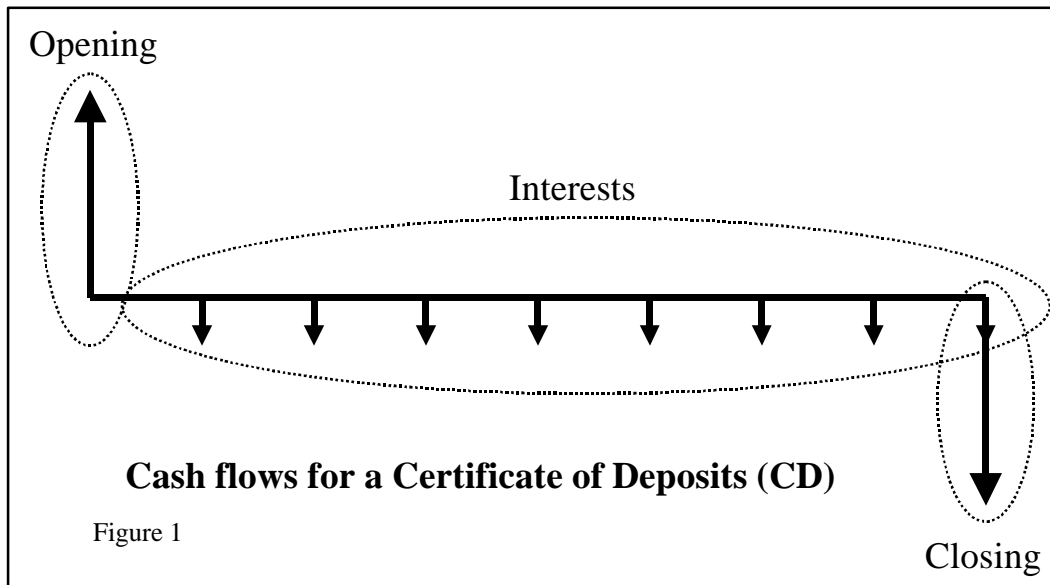 Opening
Interests
Cash flows for a Certificate of Deposits (CD)
Figure 1
Closing